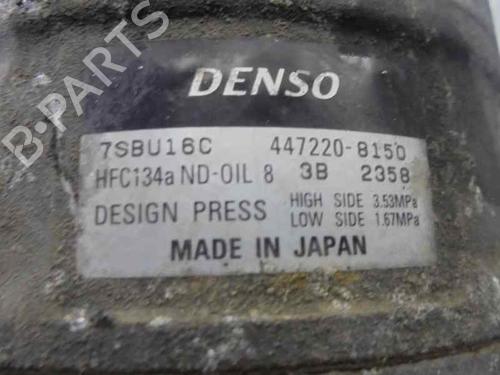 DENSO
7SBU16C 447220-8150
HFC134a ND-OIL 8 3B 2358
DESIGN PRESS HIGH SIDE 3.53MPa
LOW SIDE 1.67MPa
MADE IN JAPAN
B-PARTS